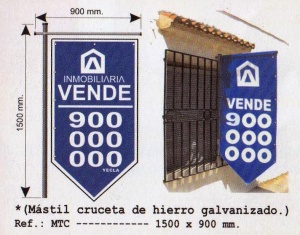 900 mm.
1500 mm.
INMOBILIARIA
VENDE
900
000
000
VEELA
VENDE
900
000
000
*(Mástil cruceta de hierro galvanizado.)
Ref.: MTC ------------ 1500 x 900 mm.